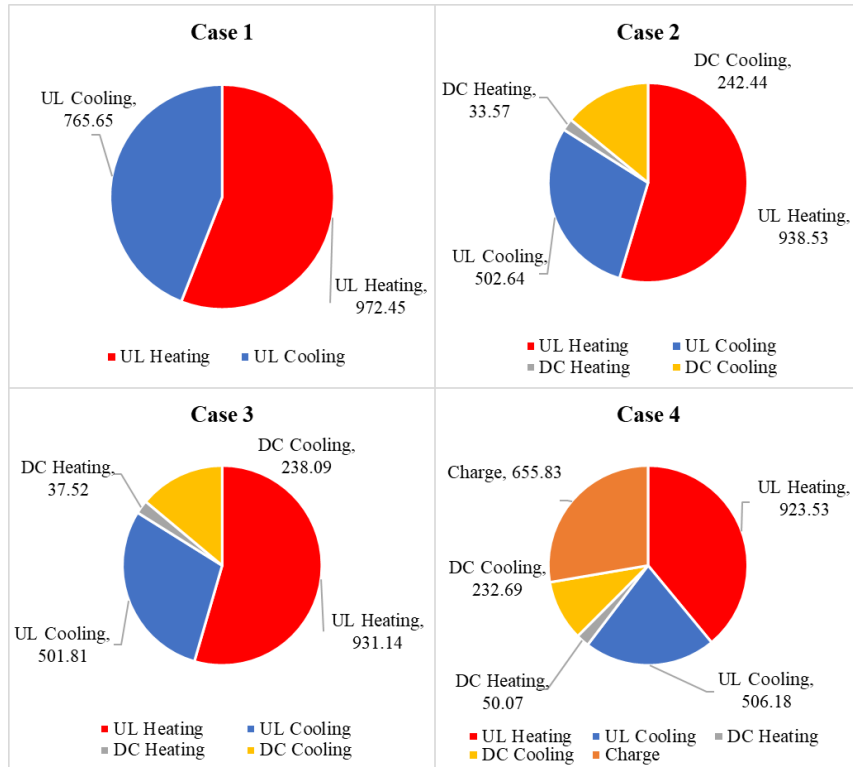 Case 1
UL Cooling,
765.65
UL Heating,
972.45
UL Heating UL Cooling
Case 2
DC Cooling,
242.44
DC Heating,
33.57
UL Heating,
938.53
UL Cooling,
502.64
UL Heating UL Cooling
DC Heating DC Cooling
Case 3
DC Cooling,
238.09
DC Heating,
37.52
UL Heating,
931.14
UL Cooling,
501.81
UL Heating UL Cooling
DC Heating DC Cooling
Case 4
Charge, 655.83
UL Heating,
923.53
DC Cooling,
232.69
DC Heating,
50.07
UL Cooling,
506.18
UL Heating UL Cooling DC Heating
DC Cooling Charge